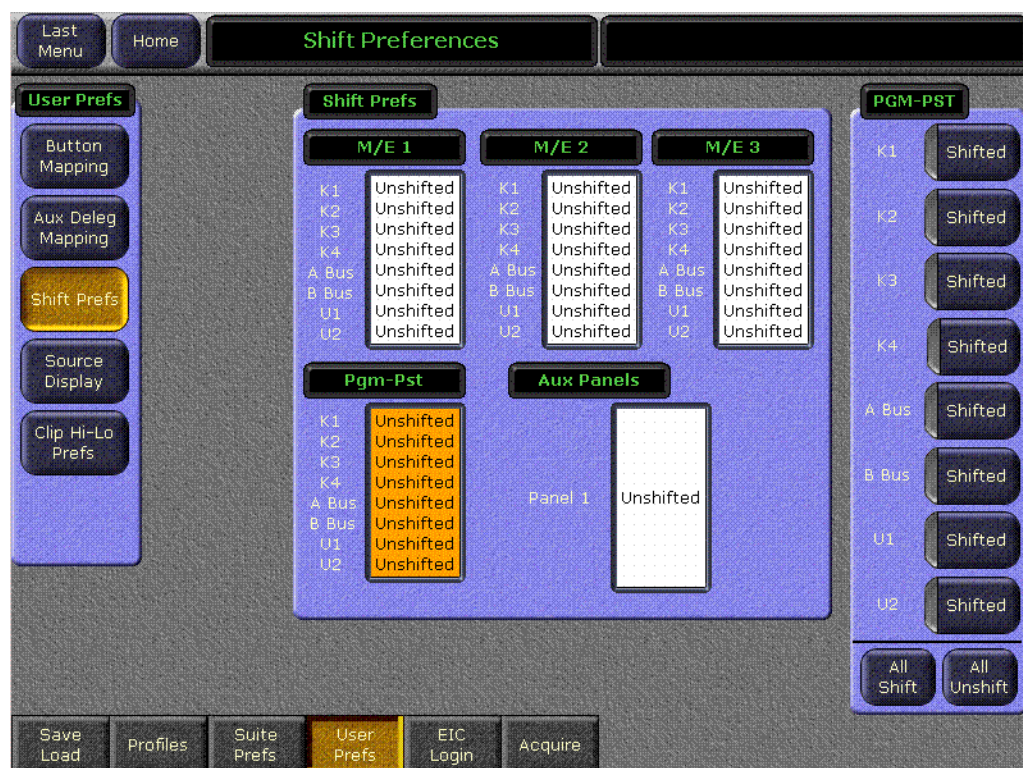 Last
Menu
Home
Shift Preferences
User Prefs
Button
Mapping
Aux Deleg
Mapping
Shift Prefs
Source
Display
Clip Hi-Lo
Prefs
Shift Prefs
M/E 1
K1 Unshifted
K2 Unshifted
K3 Unshifted
K4 Unshifted
A Bus Unshifted
B Bus Unshifted
U1 Unshifted
U2 Unshifted
M/E 2
K1 Unshifted
K2 Unshifted
K3 Unshifted
K4 Unshifted
A Bus Unshifted
B Bus Unshifted
U1 Unshifted
U2 Unshifted
M/E 3
K1 Unshifted
K2 Unshifted
K3 Unshifted
K4 Unshifted
A Bus Unshifted
B Bus Unshifted
U1 Unshifted
U2 Unshifted
Pgm-Pst
K1 Unshifted
K2 Unshifted
K3 Unshifted
K4 Unshifted
A Bus Unshifted
B Bus Unshifted
U1 Unshifted
U2 Unshifted
Aux Panels
Panel 1 Unshifted
PGM-PST
K1 Shifted
K2 Shifted
K3 Shifted
K4 Shifted
A Bus Shifted
B Bus Shifted
U1 Shifted
U2 Shifted
All
Shift
All
Unshift
Save
Load
Profiles
Suite
Prefs
User
Prefs
EIC
Login
Acquire